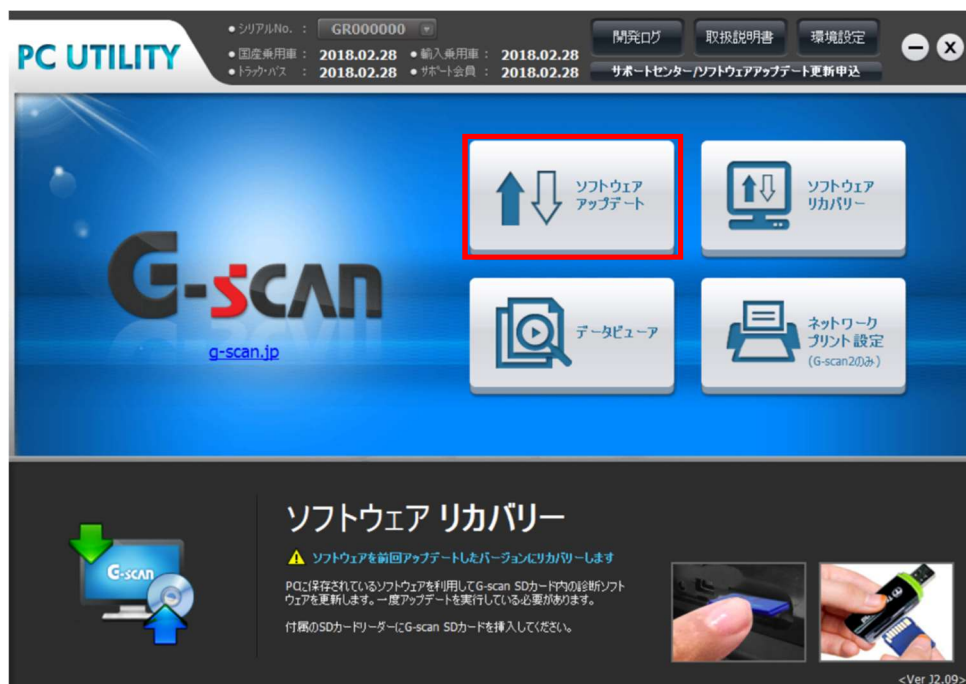 PC UTILITY
● シリアルNo. : GR000000
● 国産乗用車 : 2018.02.28 ● 輸入乗用車 : 2018.02.28
● トラック・バス : 2018.02.28 ● サポート会員 : 2018.02.28
開発ログ 取扱説明書 環境設定
サポートセンター/ソフトウェアアップデート更新申込
ソフトウェア
アップデート
ソフトウェア
リカバリー
G-scan
g-scan.jp
データビューア
ネットワーク
プリント設定
(G-scan2のみ)
ソフトウェア リカバリー
ソフトウェアを前回アップデートしたバージョンにリカバリーします
PCに保存されているソフトウェアを利用してG-scan SDカード内の診断ソフト
ウェアを更新します。一度アップデートを実行している必要があります。
付属のSDカードリーダーにG-scan SDカードを挿入してください。
G-scan
<Ver J2.09>